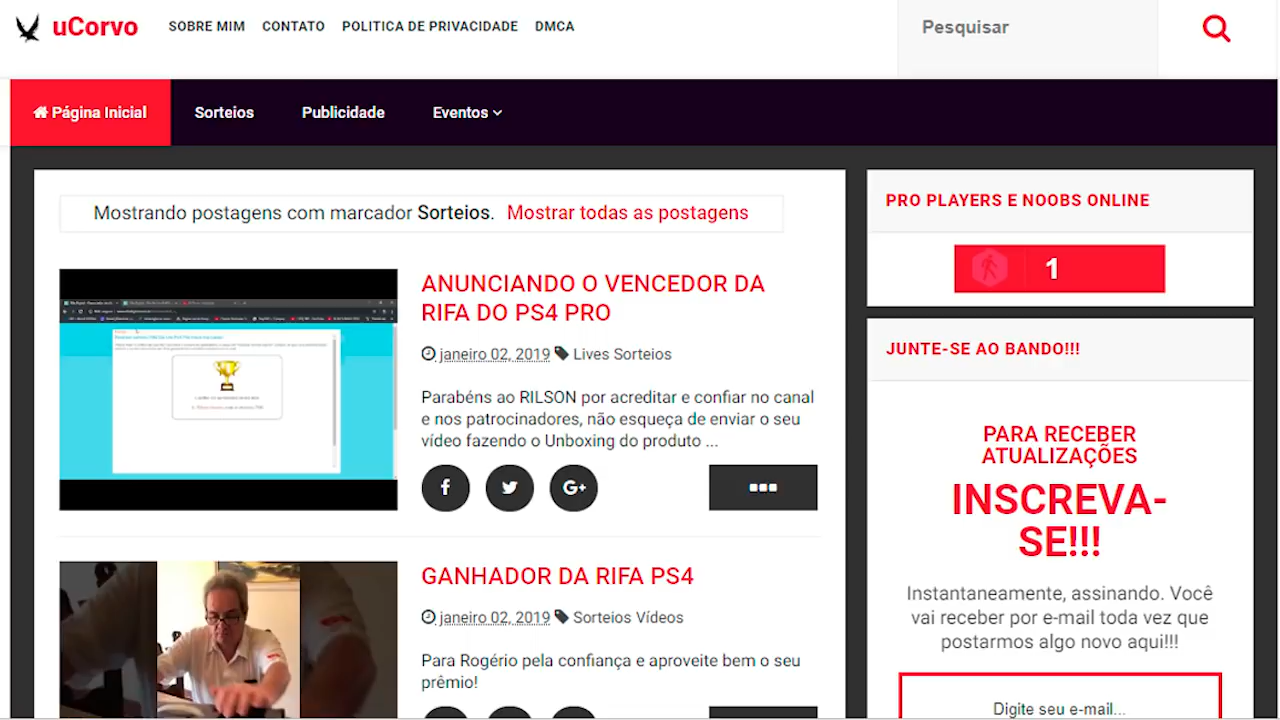 uCorvo
SOBRE MIM CONTATO POLITICA DE PRIVACIDADE DMCA
Pesquisar
Página Inicial Sorteios Publicidade Eventos
Mostrando postagens com marcador Sorteios. Mostrar todas as postagens
ANUNCIANDO O VENCEDOR DA
RIFA DO PS4 PRO
janeiro 02, 2019 Lives Sorteios
Parabéns ao RILSON por acreditar e confiar no canal
e nos patrocinadores, não esqueça de enviar o seu
vídeo fazendo o Unboxing do produto ...
GANHADOR DA RIFA PS4
janeiro 02, 2019 Sorteios Vídeos
Para Rogério pela confiança e aproveite bem o seu
prêmio!
PRO PLAYERS E NOOBS ONLINE
1
JUNTE-SE AO BANDO!!!
PARA RECEBER
ATUALIZAÇÕES
INSCREVA-
SE!!!
Instantaneamente, assinando. Você
vai receber por e-mail toda vez que
postarmos algo novo aqui!!!
Digite seu e-mail...